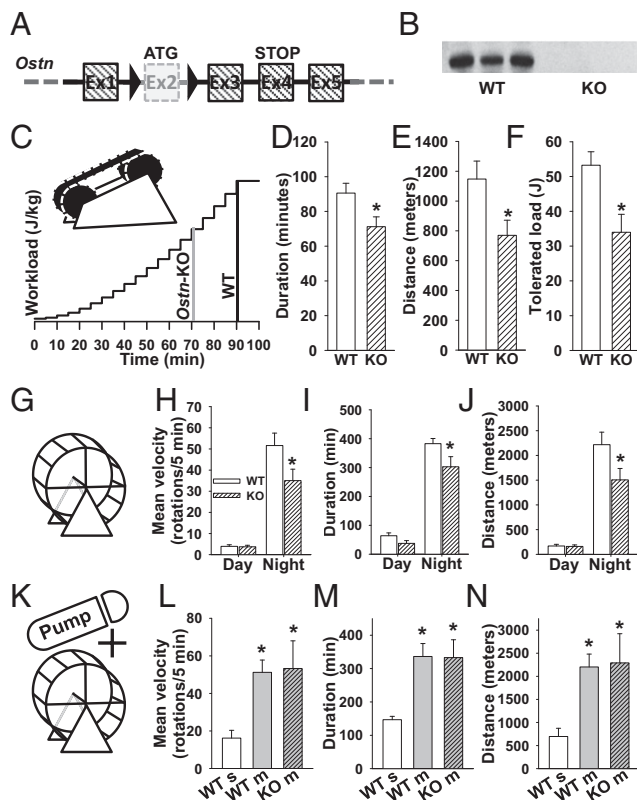 A
B
Ostn
ATG
STOP
Ex1
Ex2
Ex3
Ex4
Ex5
WT
KO
C
Workload (J/kg)
Ostn-KO
WT
0 10 20 30 40 50 60 70 80 90 100
Time (min)
D
Duration (minutes)
120
100
80
60
40
20
0
*
WT KO
E
Distance (meters)
1400
1200
1000
800
600
400
200
0
*
WT KO
F
Tolerated load (J)
60
50
40
30
20
10
0
*
WT KO
G
H
Mean velocity
(rotations/5 min)
70
60
50
40
30
20
10
0
WT
KO
*
Day Night
I
Duration (min)
500
400
300
200
100
0
*
Day Night
J
Distance (meters)
3000
2500
2000
1500
1000
500
0
*
Day Night
K
Pump
+
L
Mean velocity
(rotations/5 min)
80
60
40
20
0
* *
WT s WT m KO m
M
Duration (min)
400
300
200
100
0
* *
WT s WT m KO m
N
Distance (meters)
3000
2500
2000
1500
1000
500
0
* *
WT s WT m KO m